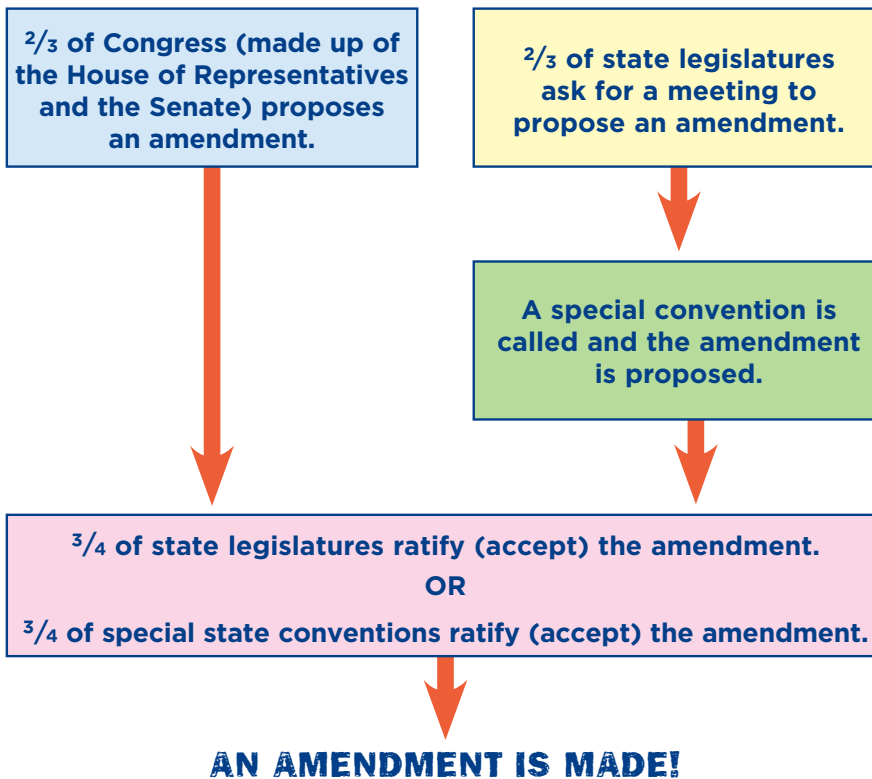 2/3 of Congress (made up of
the House of Representatives
and the Senate) proposes
an amendment.
2/3 of state legislatures
ask for a meeting to
propose an amendment.
A special convention is
called and the amendment
is proposed.
3/4 of state legislatures ratify (accept) the amendment.
OR
3/4 of special state conventions ratify (accept) the amendment.
AN AMENDMENT IS MADE!